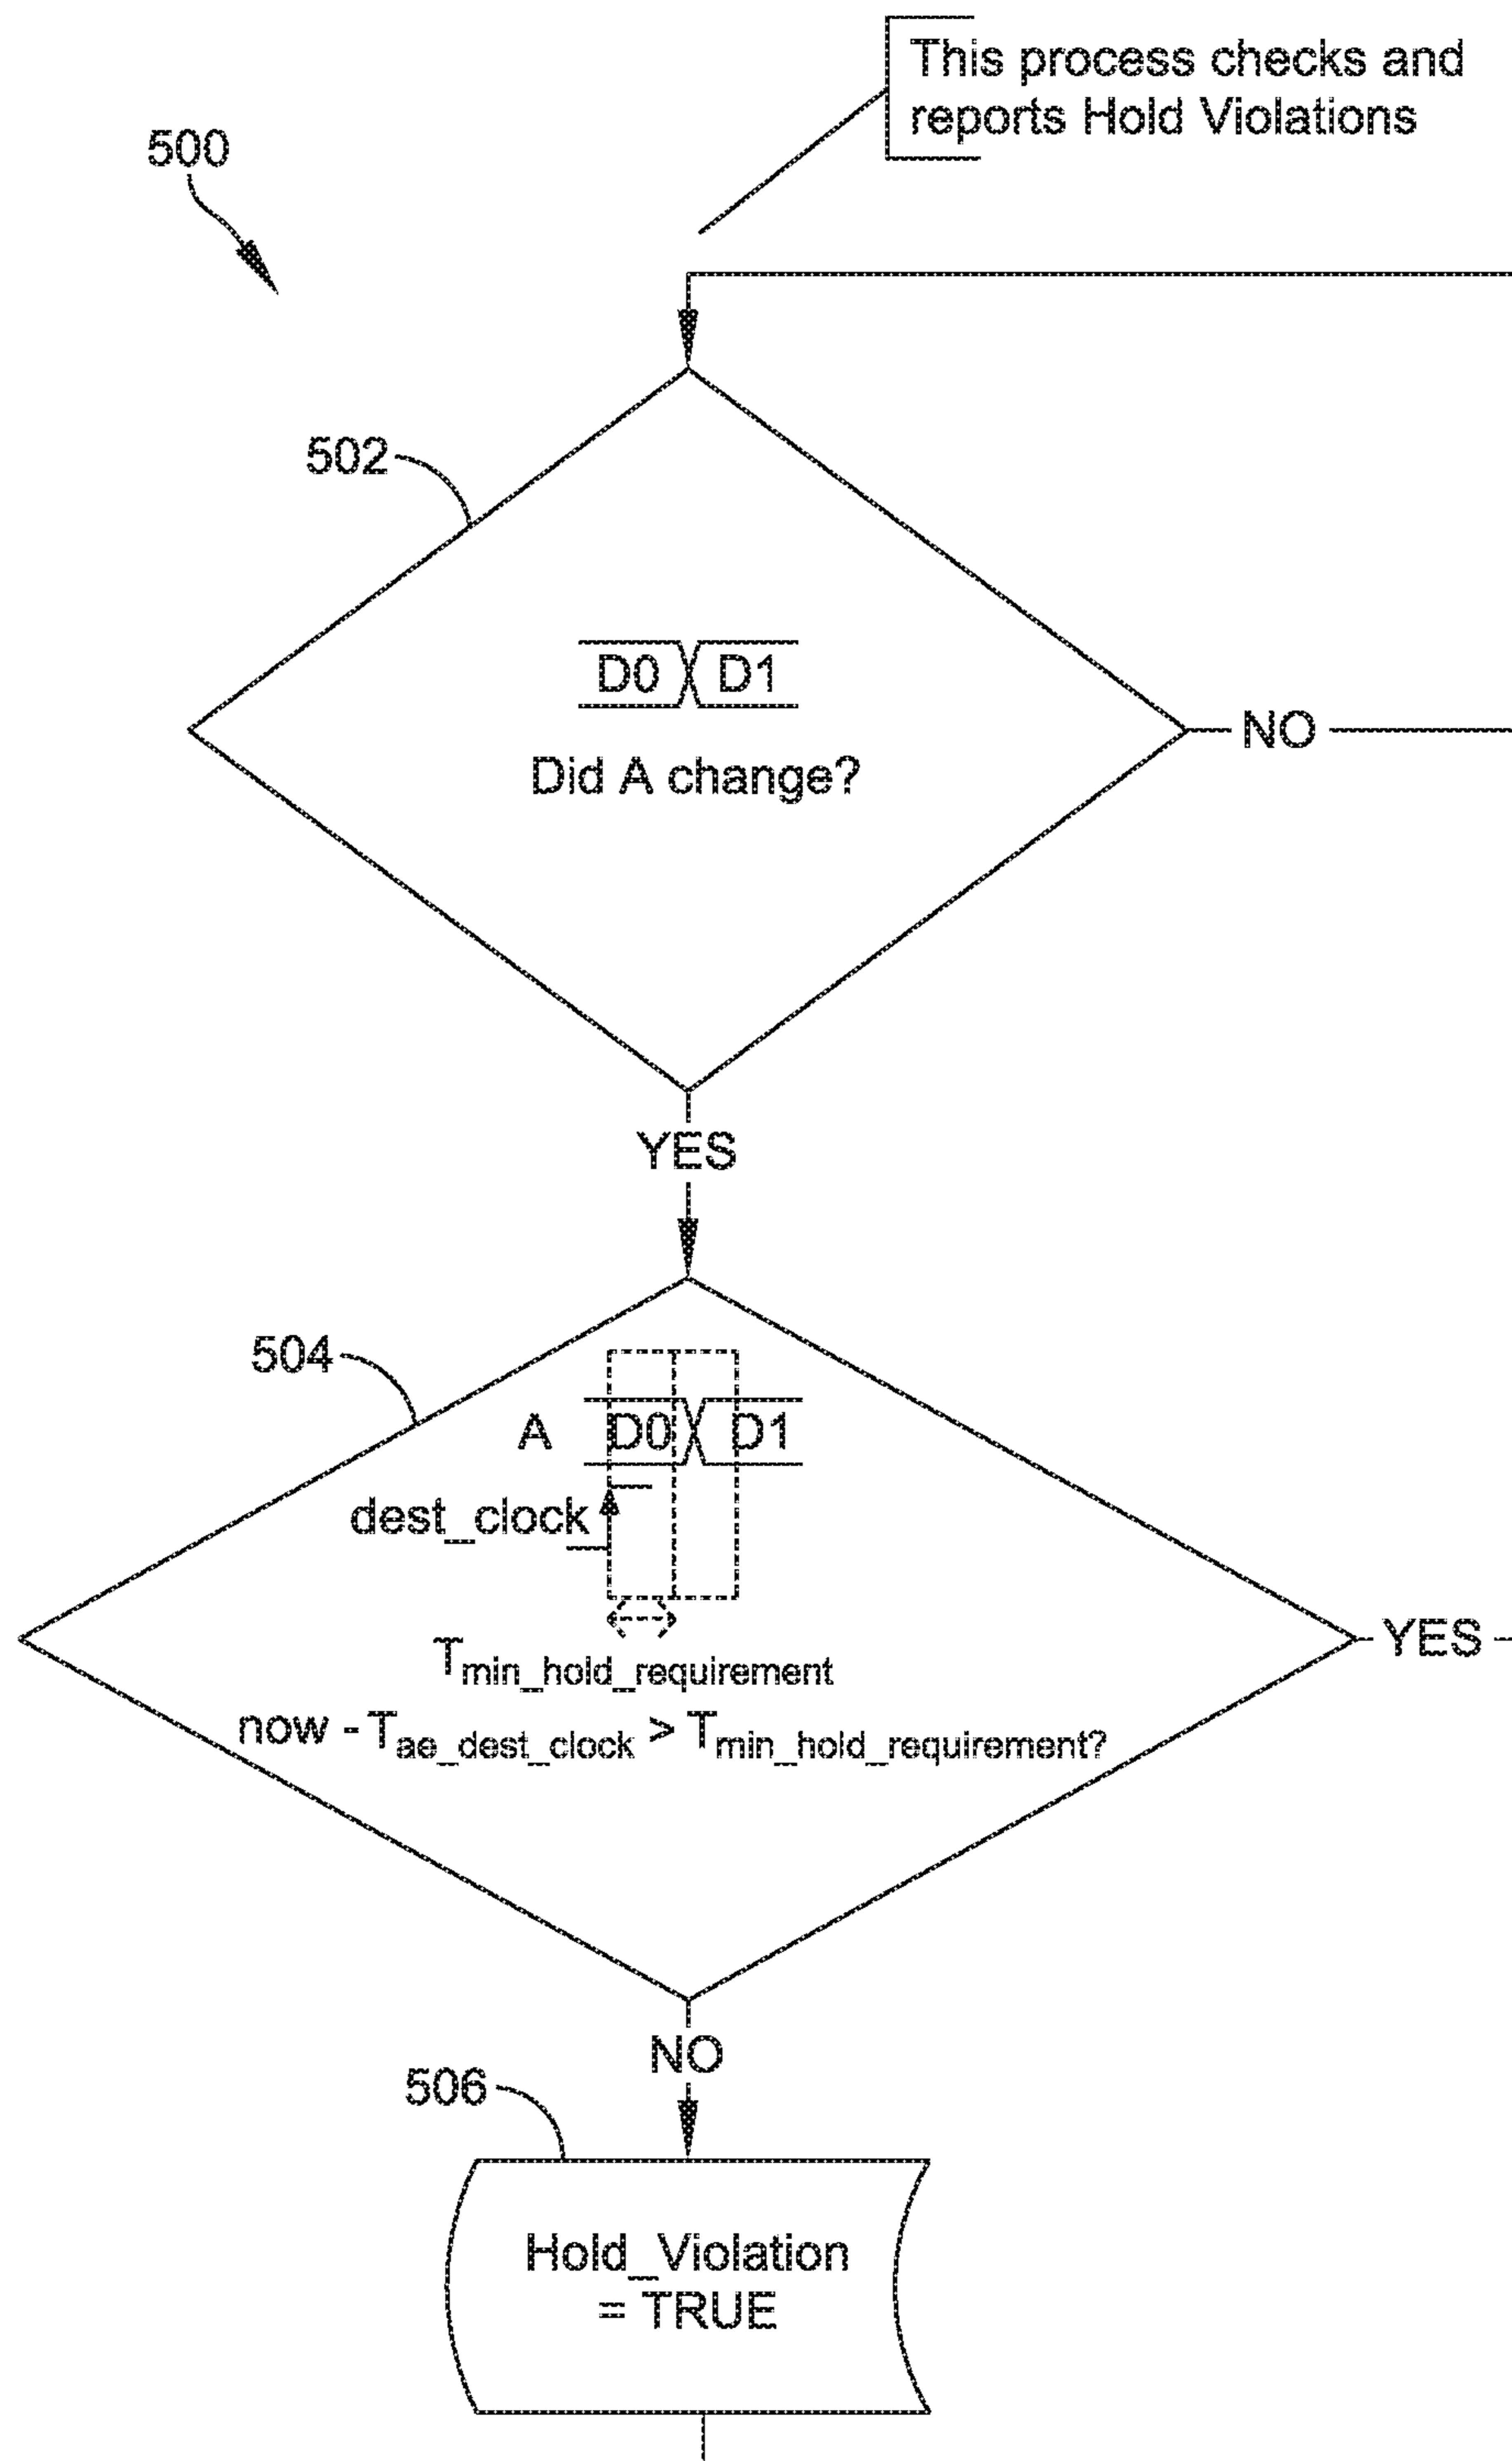 This process checks and
reports Hold Violations
500
502
D0 D1
Did A change?
NO
YES
504
A D0 D1
dest_clock
Tmin_hold_requirement
now - Tae_dest_clock > Tmin_hold_requirement?
YES
NO
506
Hold_Violation
= TRUE